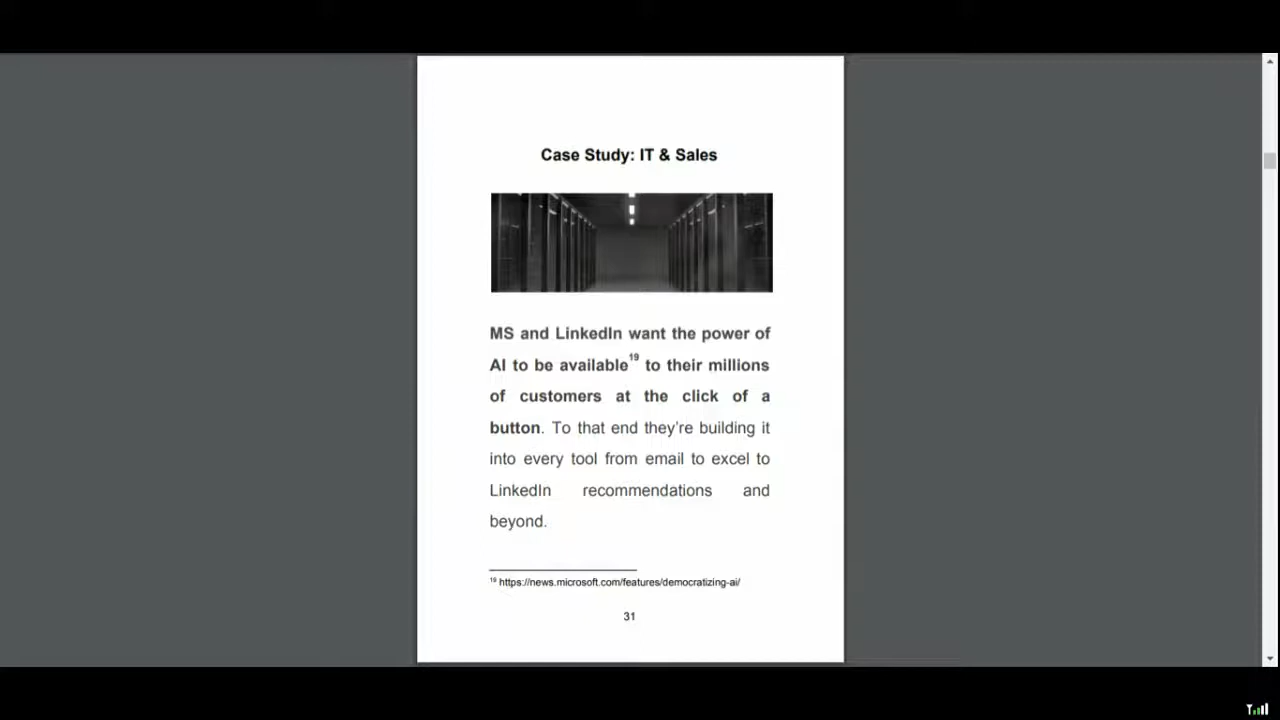 Case Study: IT & Sales
MS and LinkedIn want the power of
AI to be available19 to their millions
of customers at the click of a
button. To that end they're building it
into every tool from email to excel to
LinkedIn recommendations and
beyond.
19 https://news.microsoft.com/features/democratizing-ai/
31